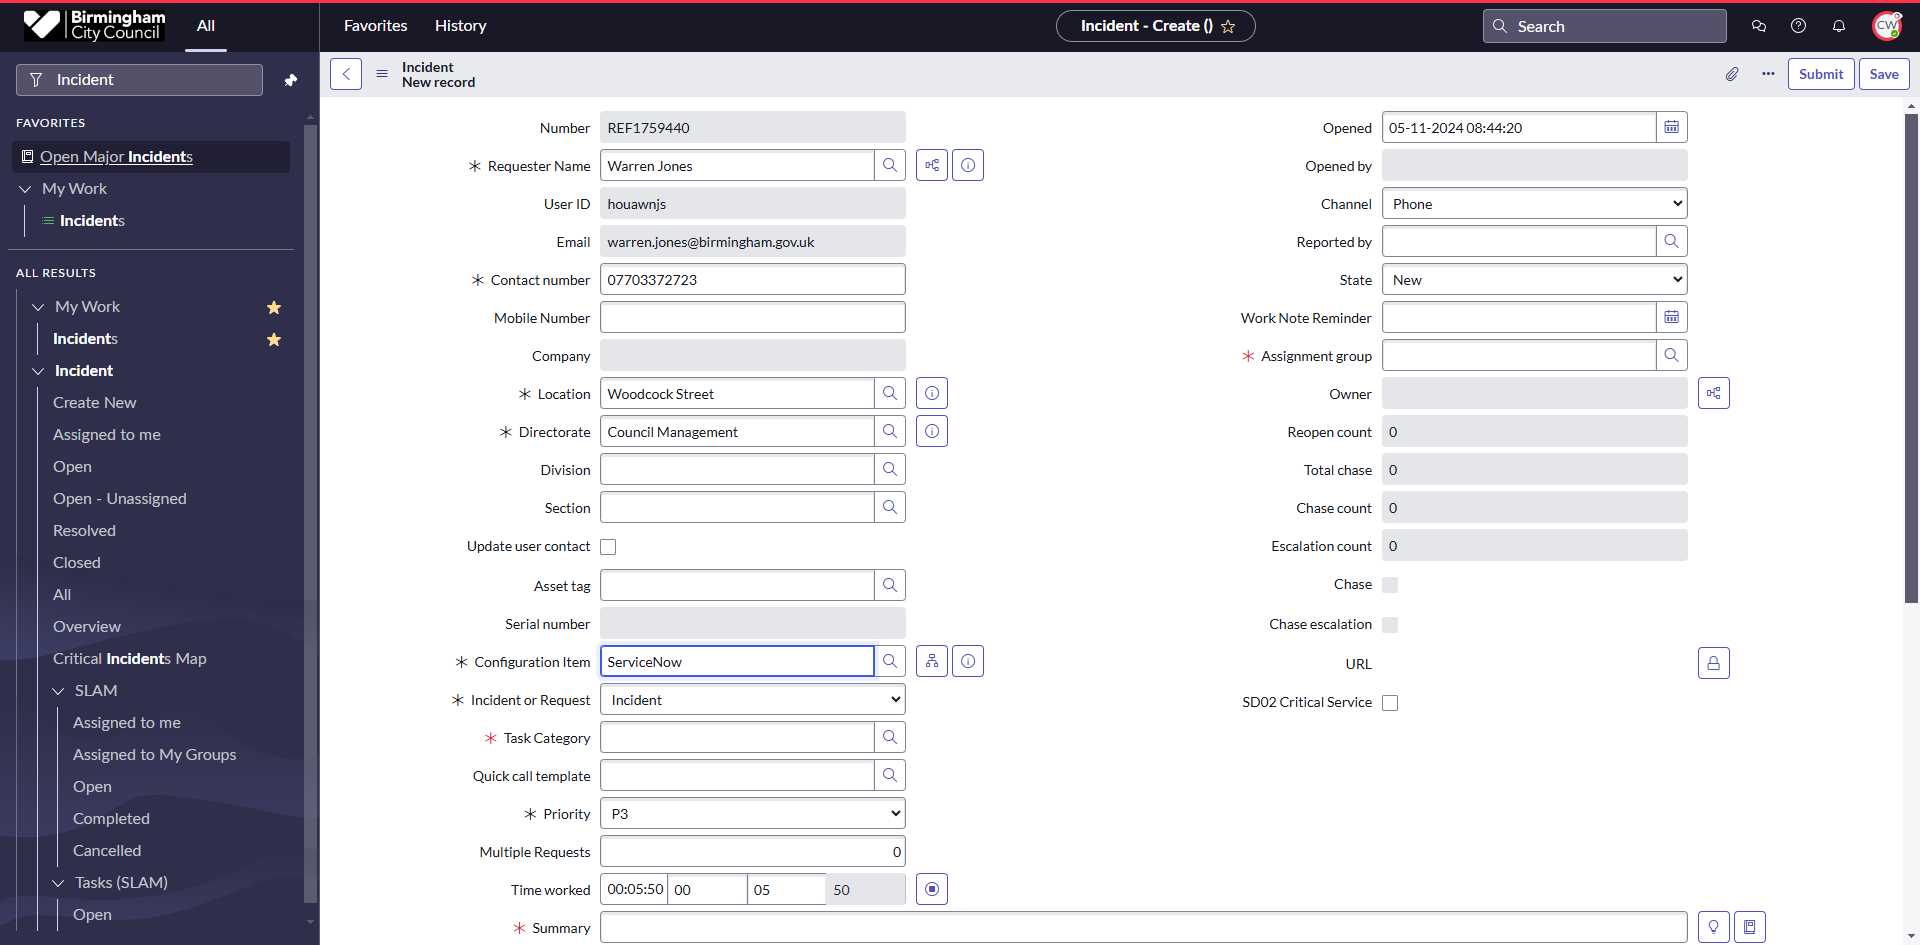 Birmingham
City Council
All
Favorites
History
Incident - Create ()
Search
CW
Incident
Incident
New record
Submit
Save
FAVORITES
Open Major Incidents
My Work
Incidents
ALL RESULTS
My Work
Incidents
Incident
Create New
Assigned to me
Open
Open - Unassigned
Resolved
Closed
All
Overview
Critical Incidents Map
SLAM
Assigned to me
Assigned to My Groups
Open
Completed
Cancelled
Tasks (SLAM)
Open
Number REF1759440
Requester Name Warren Jones
User ID houawnjs
Email warren.jones@birmingham.gov.uk
Contact number 07703372723
Mobile Number
Company
Location Woodcock Street
Directorate Council Management
Division
Section
Update user contact
Asset tag
Serial number
Configuration Item ServiceNow
Incident or Request Incident
Task Category
Quick call template
Priority P3
Multiple Requests 0
Time worked 00:05:50 00 05 50
Summary
Opened 05-11-2024 08:44:20
Opened by
Channel Phone
Reported by
State New
Work Note Reminder
Assignment group
Owner
Reopen count 0
Total chase 0
Chase count 0
Escalation count 0
Chase
Chase escalation
URL
SD02 Critical Service